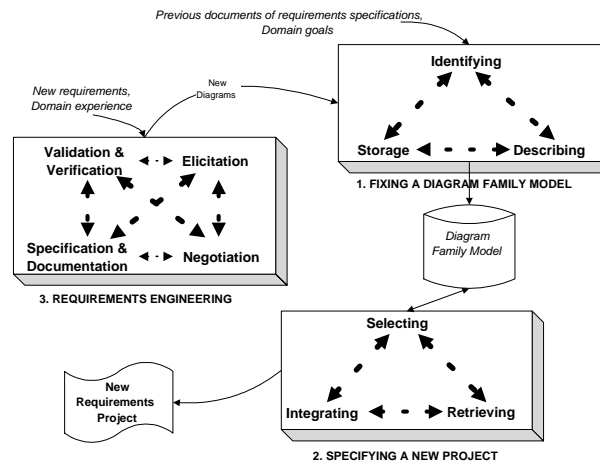 Previous documents of requirements specifications,
Domain goals
Identifying
Storage
Describing
1. FIXING A DIAGRAM FAMILY MODEL
New requirements,
Domain experience
New
Diagrams
Validation &
Verification
Elicitation
Specification &
Documentation
Negotiation
3. REQUIREMENTS ENGINEERING
Diagram
Family Model
Selecting
Integrating
Retrieving
2. SPECIFYING A NEW PROJECT
New
Requirements
Project